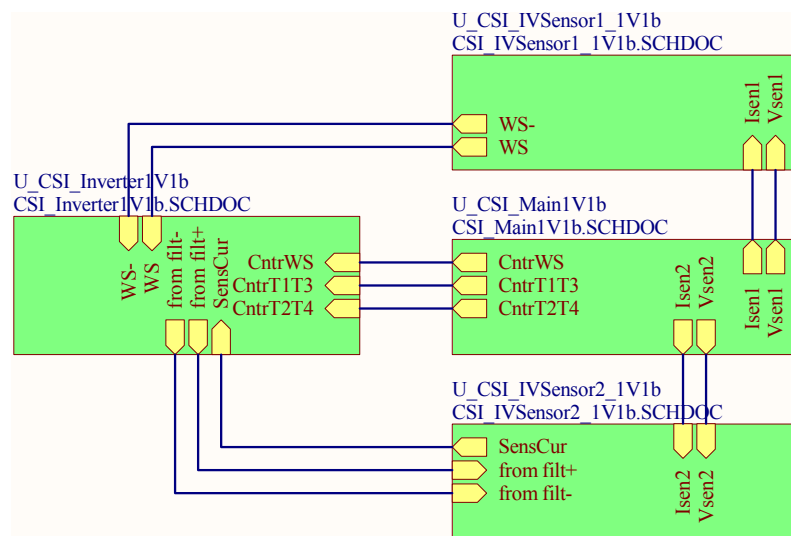 U_CSI_IVSensor1_1V1b
CSI_IVSensor1_1V1b.SCHDOC
WS-
WS
Isen1
Vsen1
U_CSI_Inverter1V1b
CSI_Inverter1V1b.SCHDOC
WS-
WS
from filt-
from filt+
SensCur
CntrWS
CntrT1T3
CntrT2T4
U_CSI_Main1V1b
CSI_Main1V1b.SCHDOC
CntrWS
CntrT1T3
CntrT2T4
Isen2
Vsen2
Isen1
Vsen1
U_CSI_IVSensor2_1V1b
CSI_IVSensor2_1V1b.SCHDOC
SensCur
from filt+
from filt-
Isen2
Vsen2